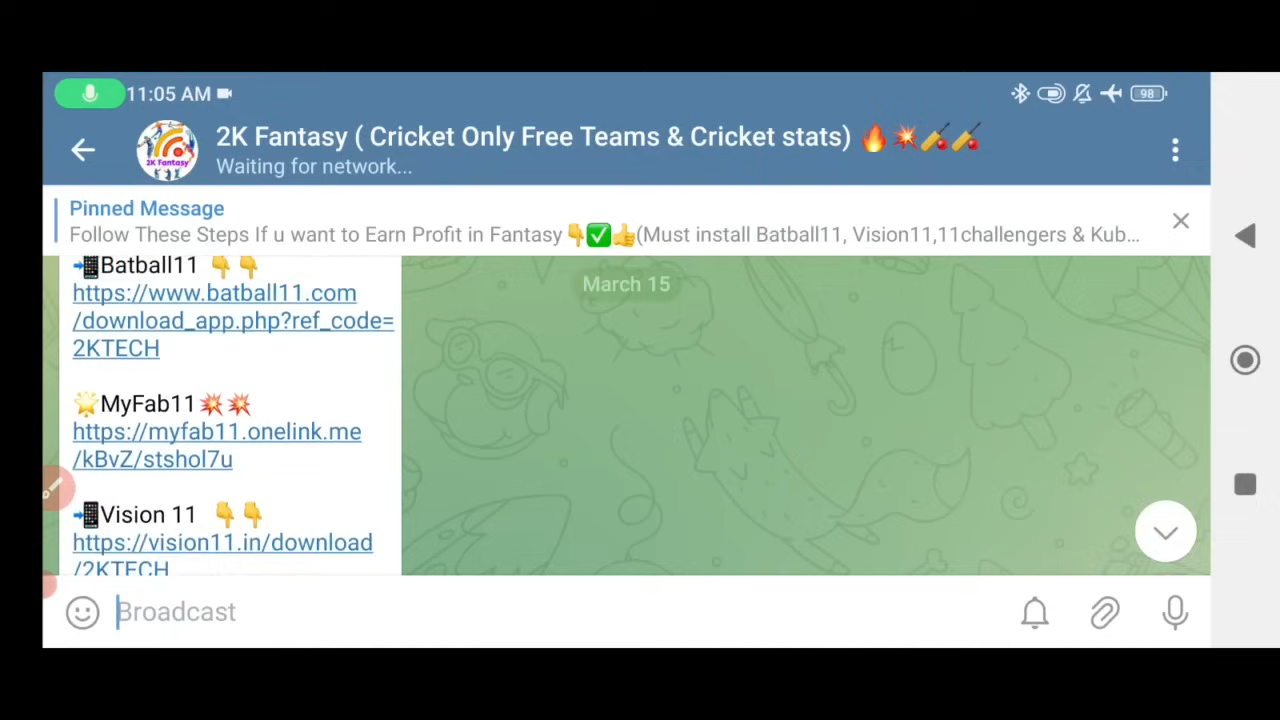 11:05 AM
98
2K Fantasy ( Cricket Only Free Teams & Cricket stats) 🔥💥🏏🏏
2K Fantasy
Waiting for network...
Pinned Message
Follow These Steps If u want to Earn Profit in Fantasy 👇✅👍(Must install Batball11, Vision11,11challengers & Kub...
March 15
📲Batball11 👇👇
https://www.batball11.com
/download_app.php?ref_code=
2KTECH
🌟MyFab11💥💥
https://myfab11.onelink.me
/kBvZ/stshol7u
📲Vision 11 👇👇
https://vision11.in/download
/2KTECH
Broadcast